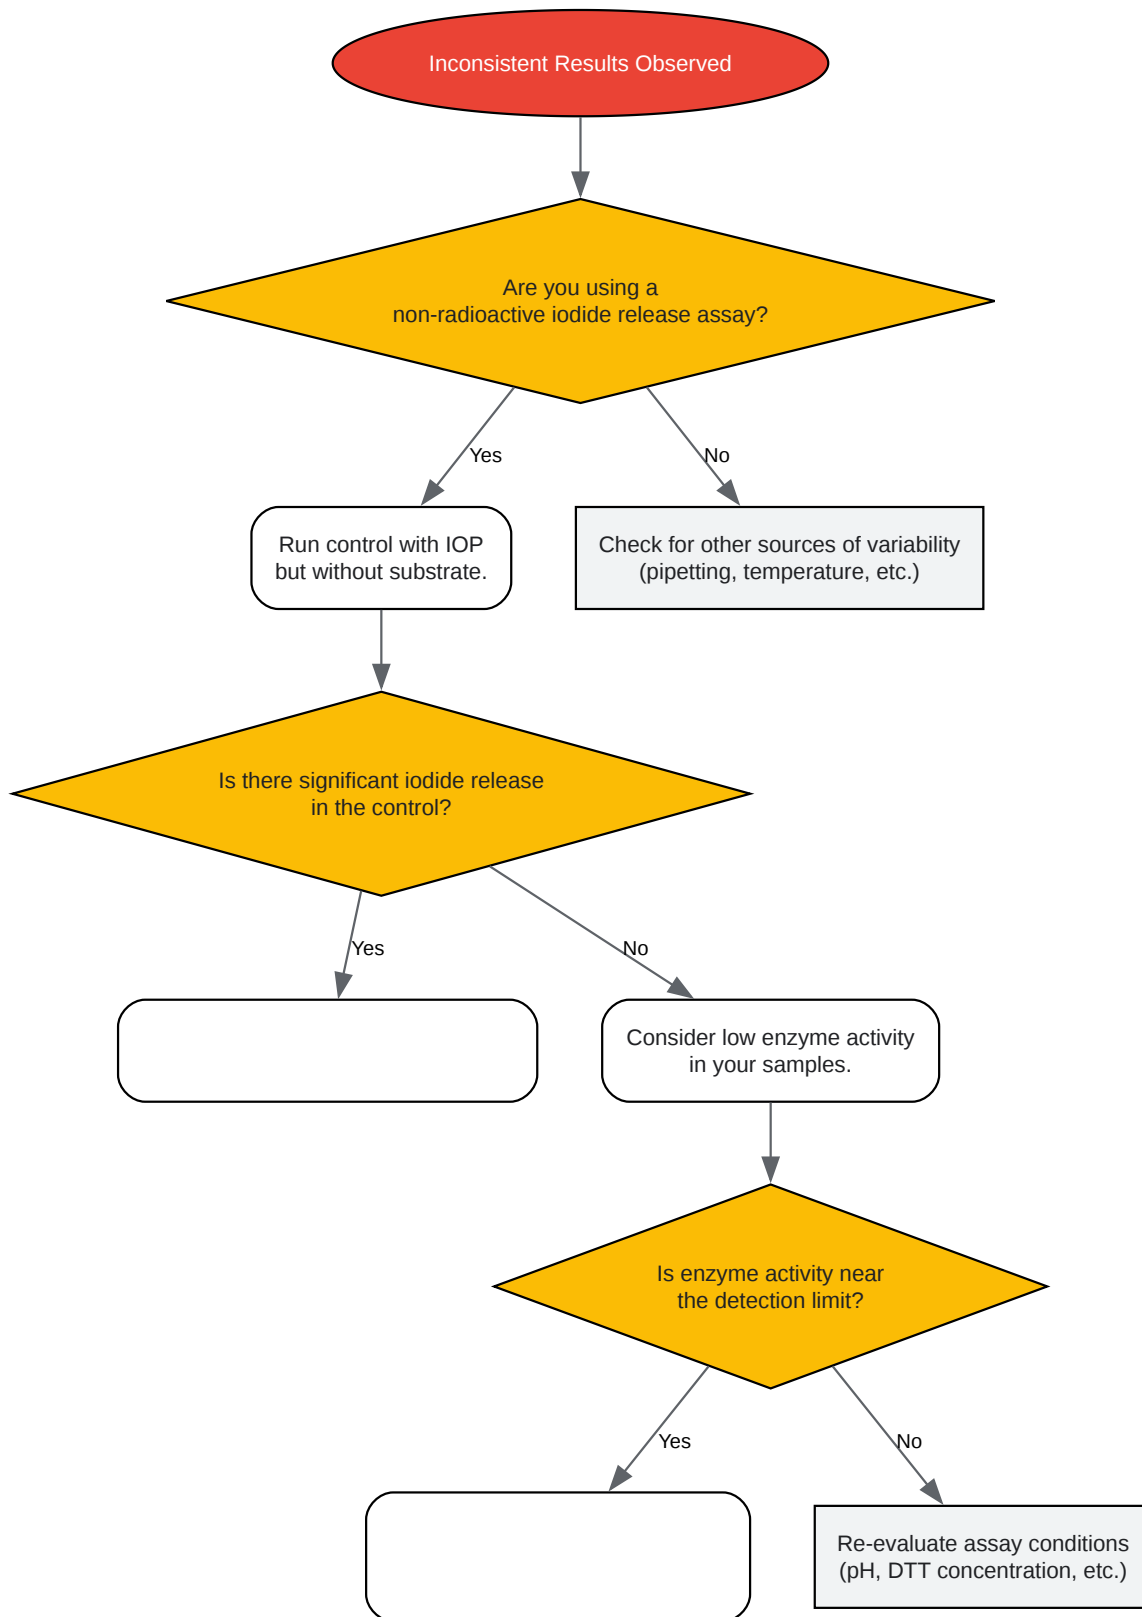 Inconsistent Results Observed
Are you using a
non-radioactive iodide release assay?
Yes
No
Run control with IOP
but without substrate.
Check for other sources of variability
(pipetting, temperature, etc.)
Is there significant iodide release
in the control?
Yes
No
Consider low enzyme activity
in your samples.
Is enzyme activity near
the detection limit?
Yes
No
Re-evaluate assay conditions
(pH, DTT concentration, etc.)